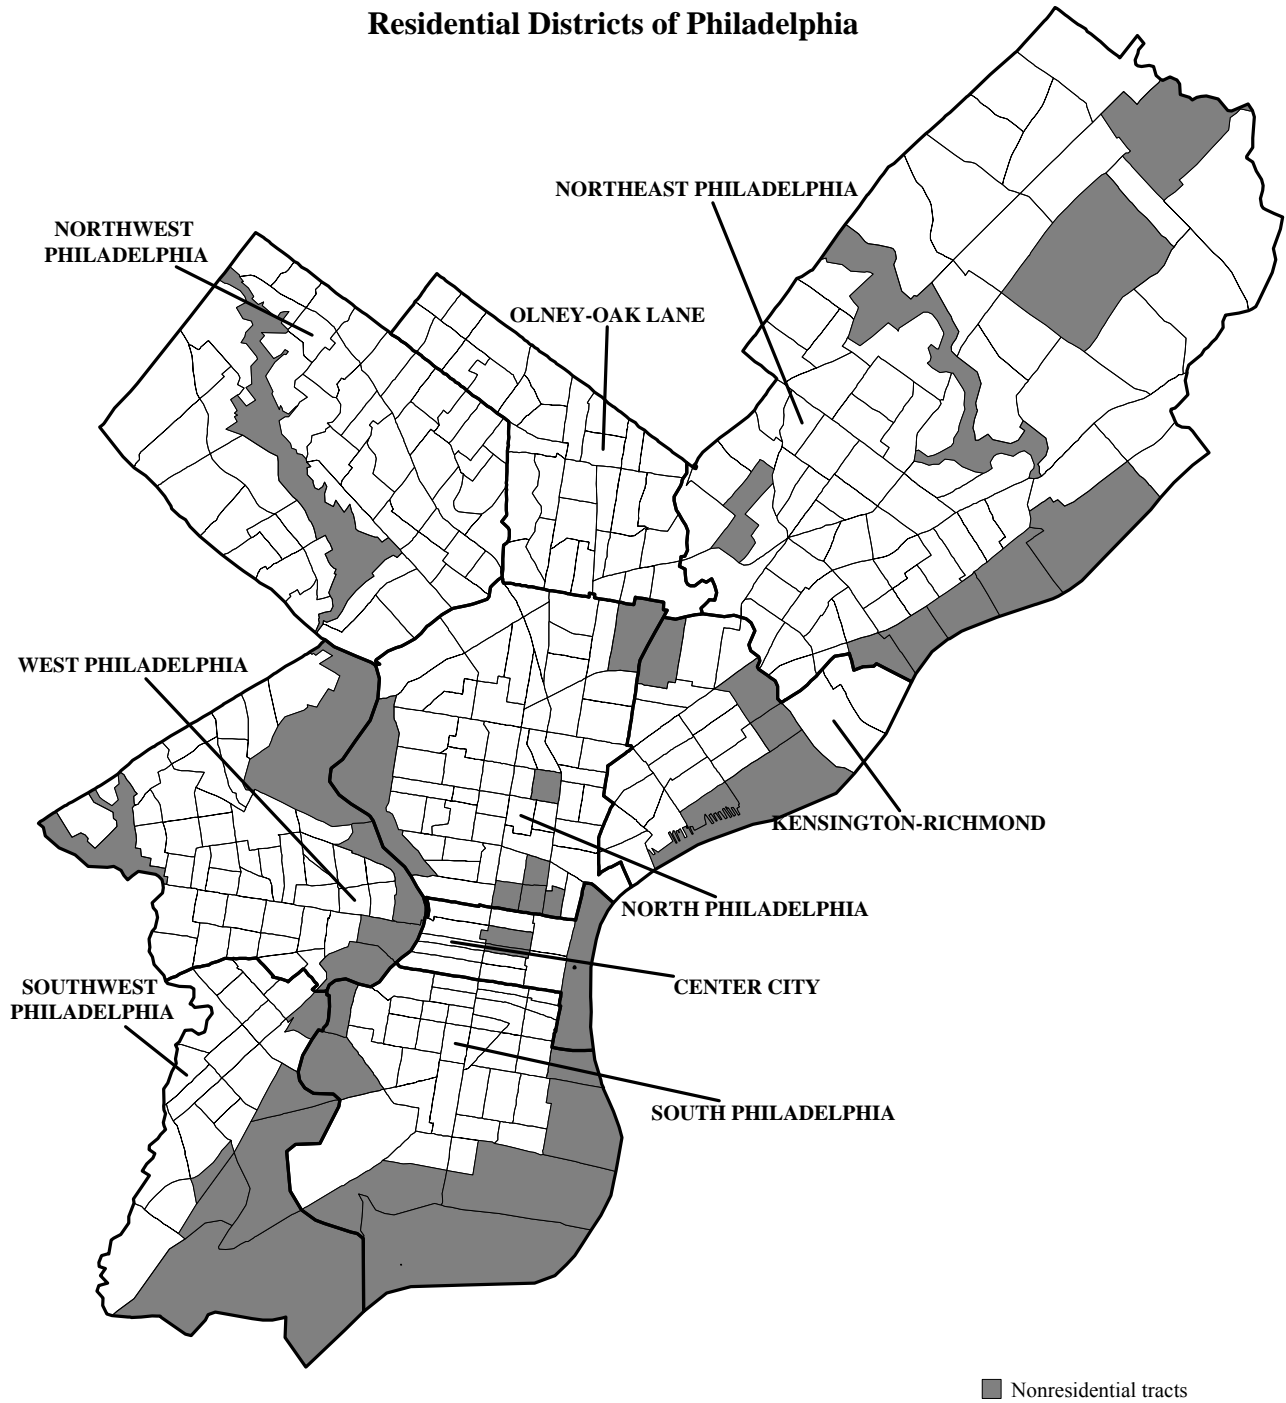 Residential Districts of Philadelphia
NORTHEAST PHILADELPHIA
NORTHWEST
PHILADELPHIA
OLNEY-OAK LANE
WEST PHILADELPHIA
KENSINGTON-RICHMOND
NORTH PHILADELPHIA
CENTER CITY
SOUTHWEST
PHILADELPHIA
SOUTH PHILADELPHIA
Nonresidential tracts